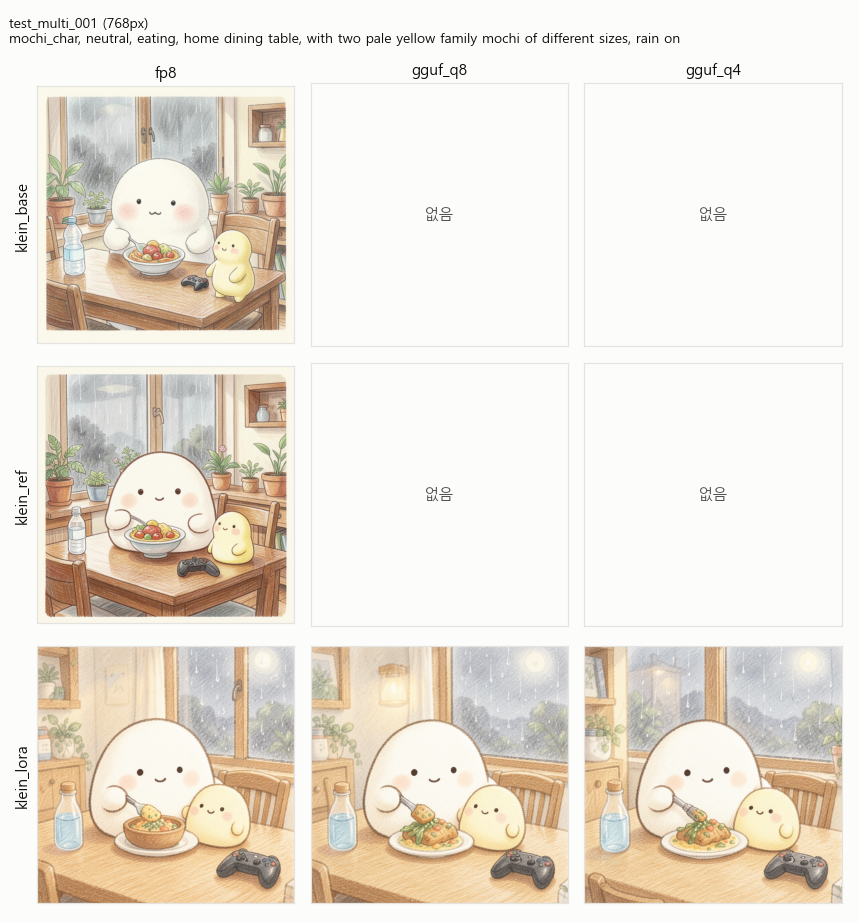 test_multi_001 (768px)
mochi_char, neutral, eating, home dining table, with two pale yellow family mochi of different sizes, rain on
fp8
gguf_q8
gguf_q4
klein_base
없음
없음
klein_ref
없음
없음
klein_lora